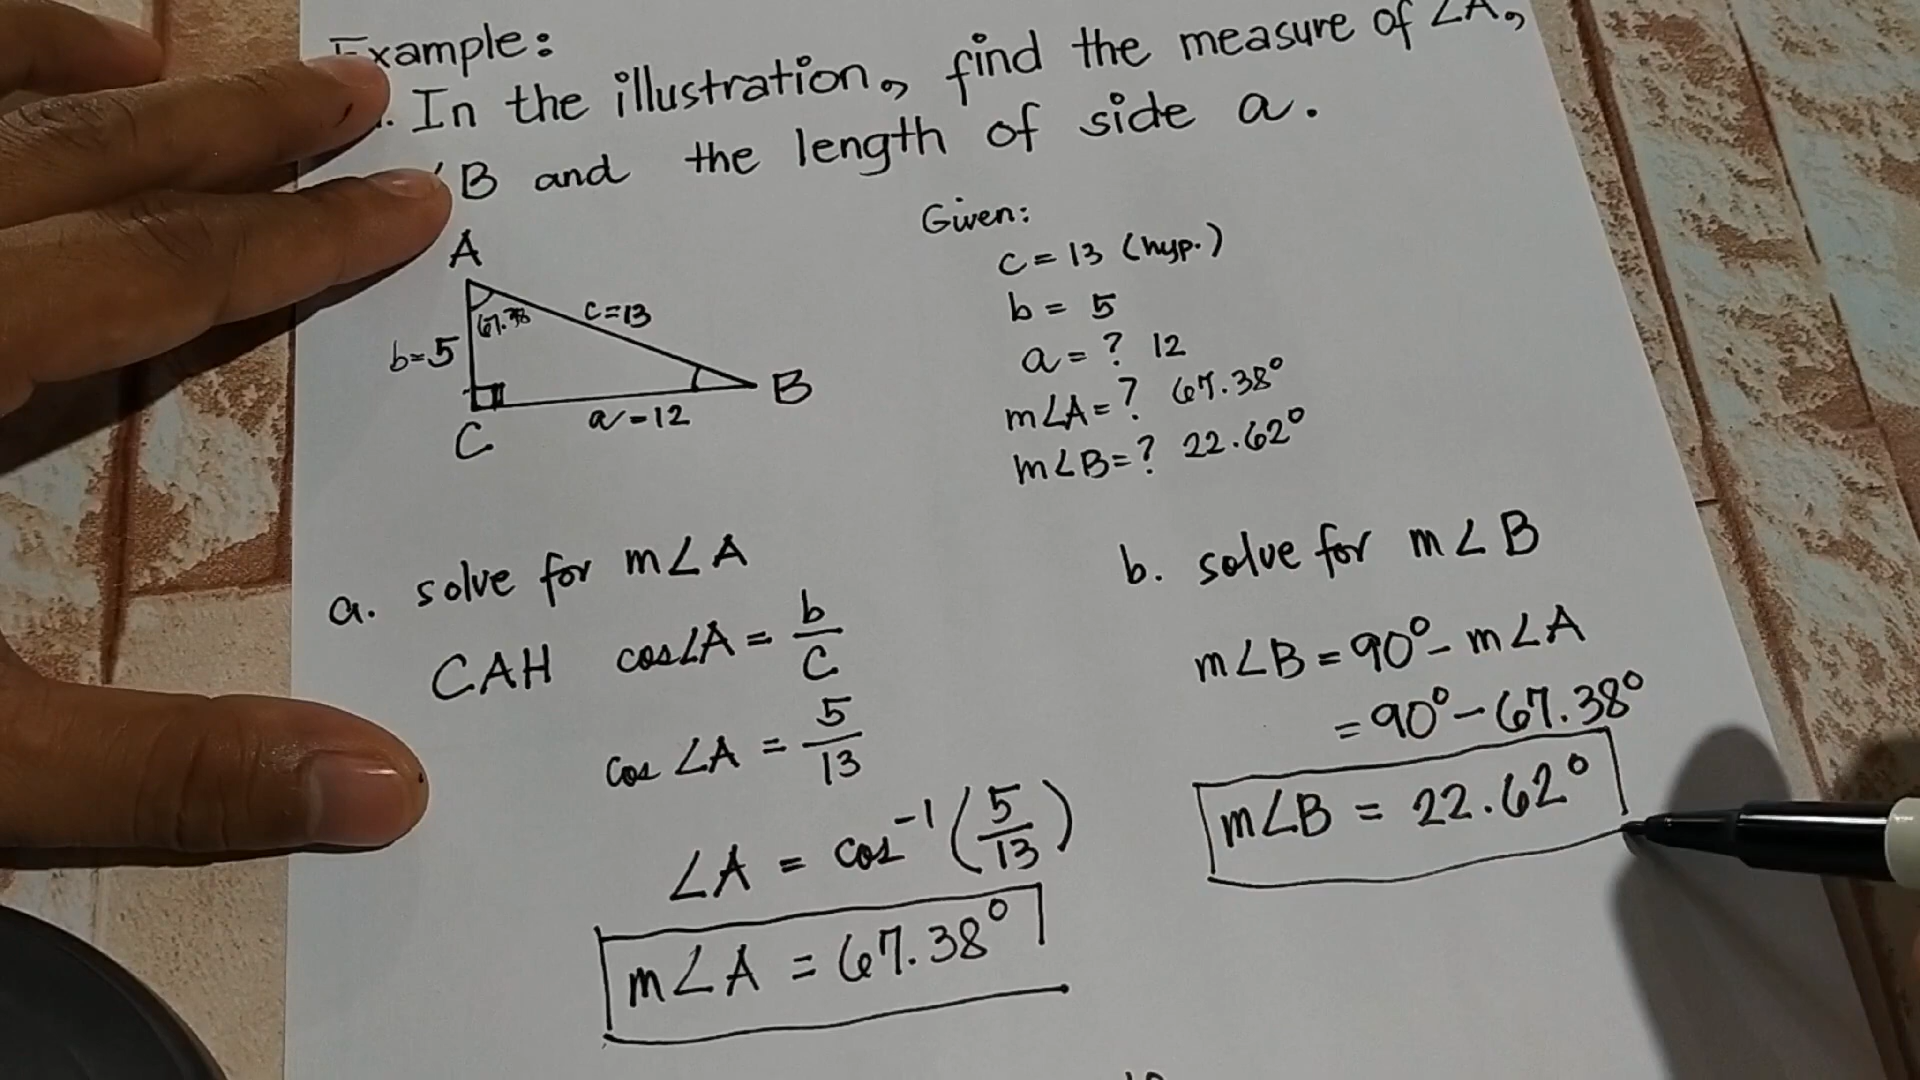 Example:
. In the illustration, find the measure of ∠A,
B and the length of side a.
A
67.38
c=13
b=5
B
a=12
C
Given:
c = 13 (hyp.)
b = 5
a = ? 12
m∠A = ? 67.38°
m∠B = ? 22.62°
a. solve for m∠A
CAH cos∠A = b/c
cos ∠A = 5/13
∠A = cos⁻¹ (5/13)
m∠A = 67.38°
b. solve for m∠B
m∠B = 90° - m∠A
= 90° - 67.38°
m∠B = 22.62°